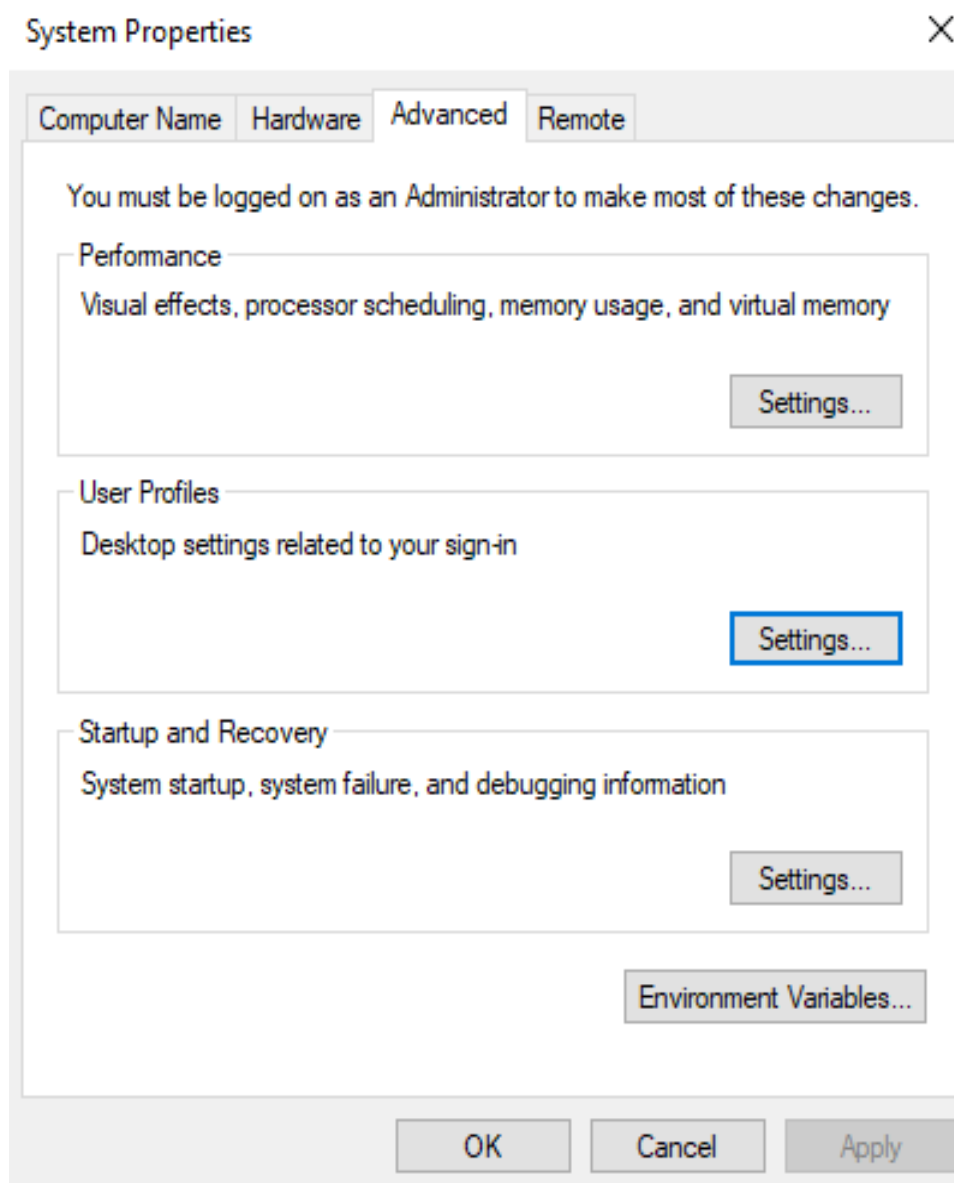 System Properties
Computer Name Hardware Advanced Remote
You must be logged on as an Administrator to make most of these changes.
Performance
Visual effects, processor scheduling, memory usage, and virtual memory
Settings...
User Profiles
Desktop settings related to your sign-in
Settings...
Startup and Recovery
System startup, system failure, and debugging information
Settings...
Environment Variables...
OK Cancel Apply